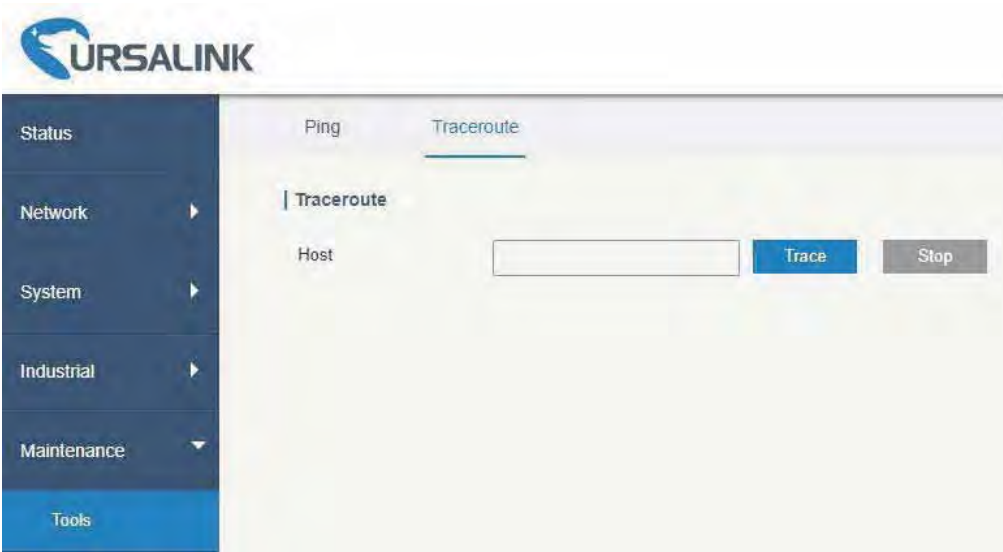 URSALINK
Status
Ping Traceroute
Network
Traceroute
Host Trace Stop
System
Industrial
Maintenance
Tools